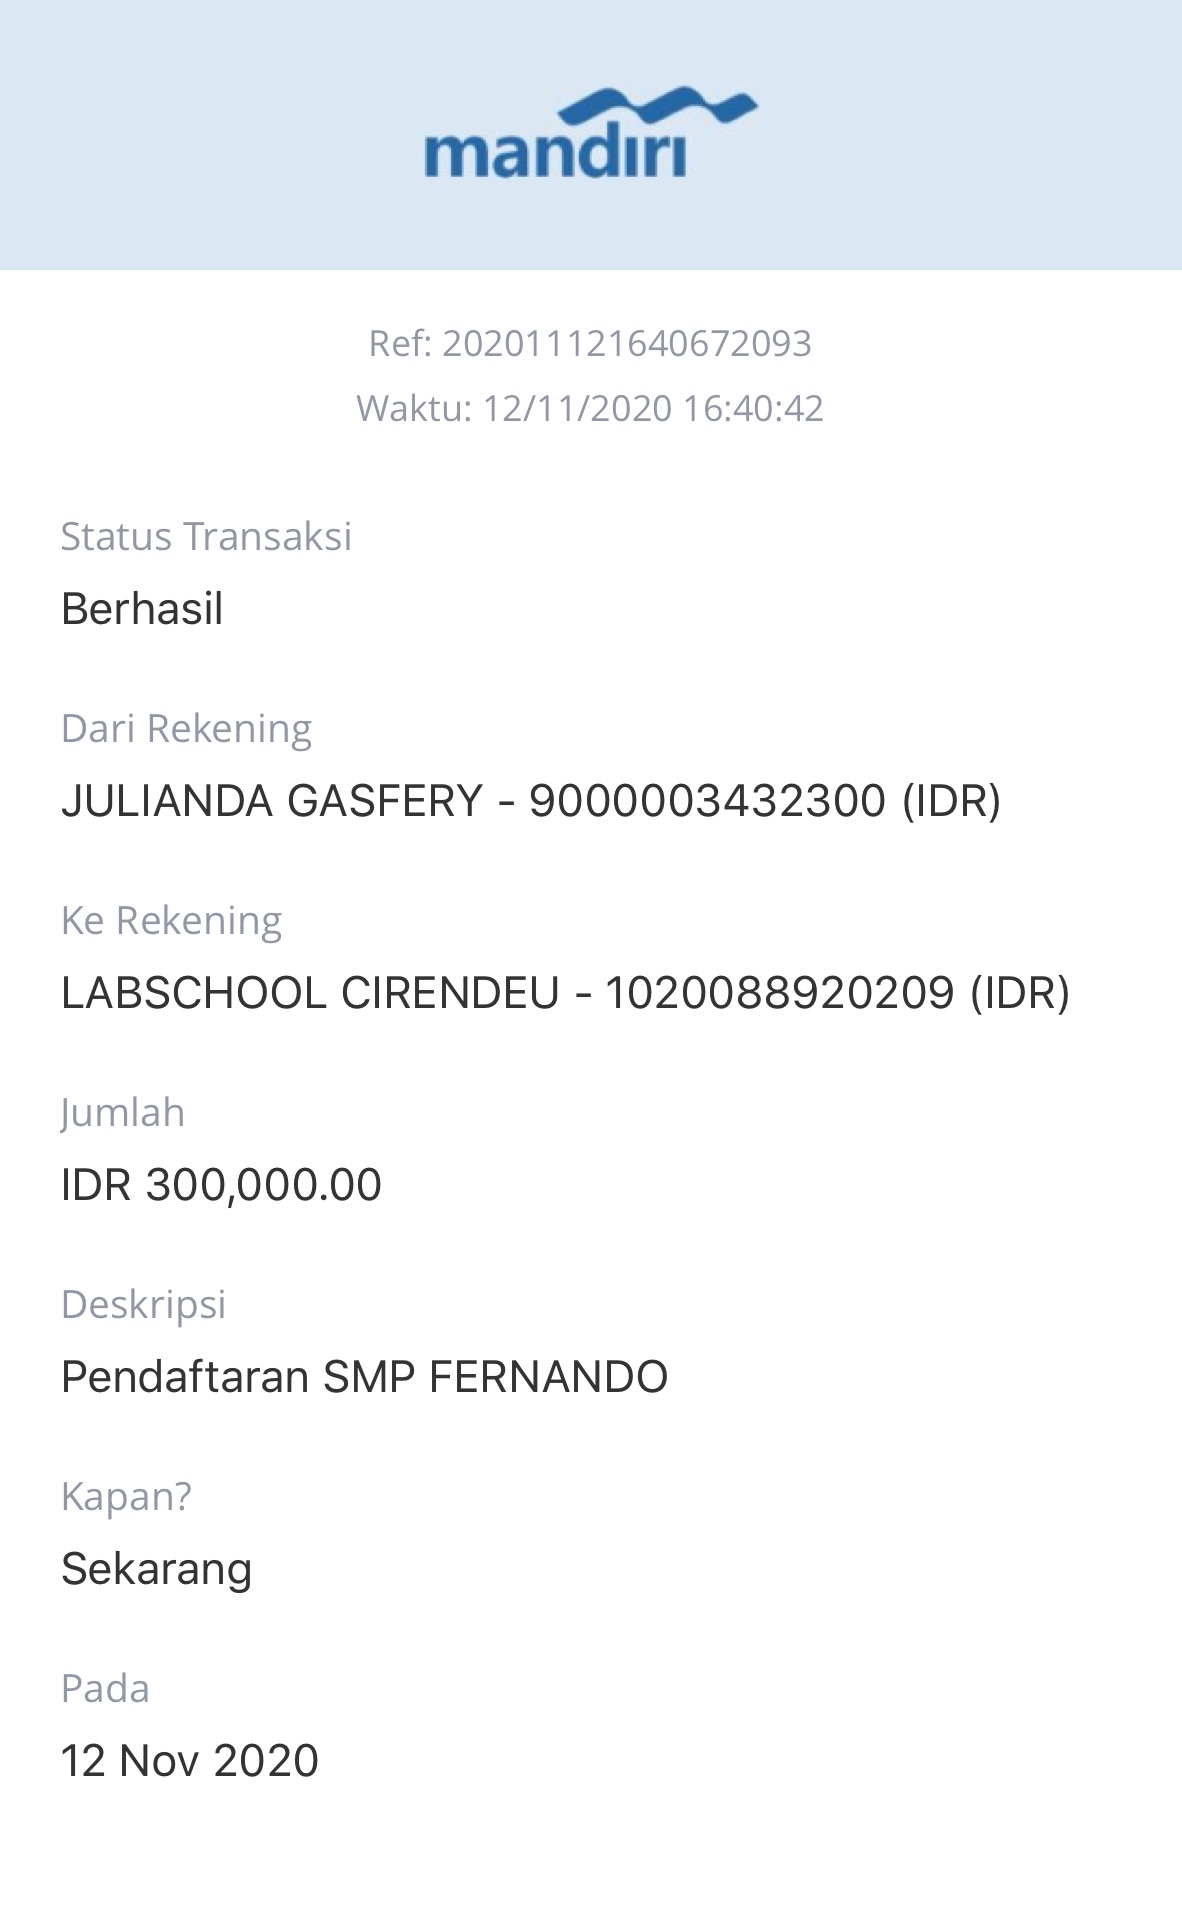 mandiri
Ref: 202011121640672093
Waktu: 12/11/2020 16:40:42
Status Transaksi
Berhasil
Dari Rekening
JULIANDA GASFERY - 9000003432300 (IDR)
Ke Rekening
LABSCHOOL CIRENDEU - 1020088920209 (IDR)
Jumlah
IDR 300,000.00
Deskripsi
Pendaftaran SMP FERNANDO
Kapan?
Sekarang
Pada
12 Nov 2020